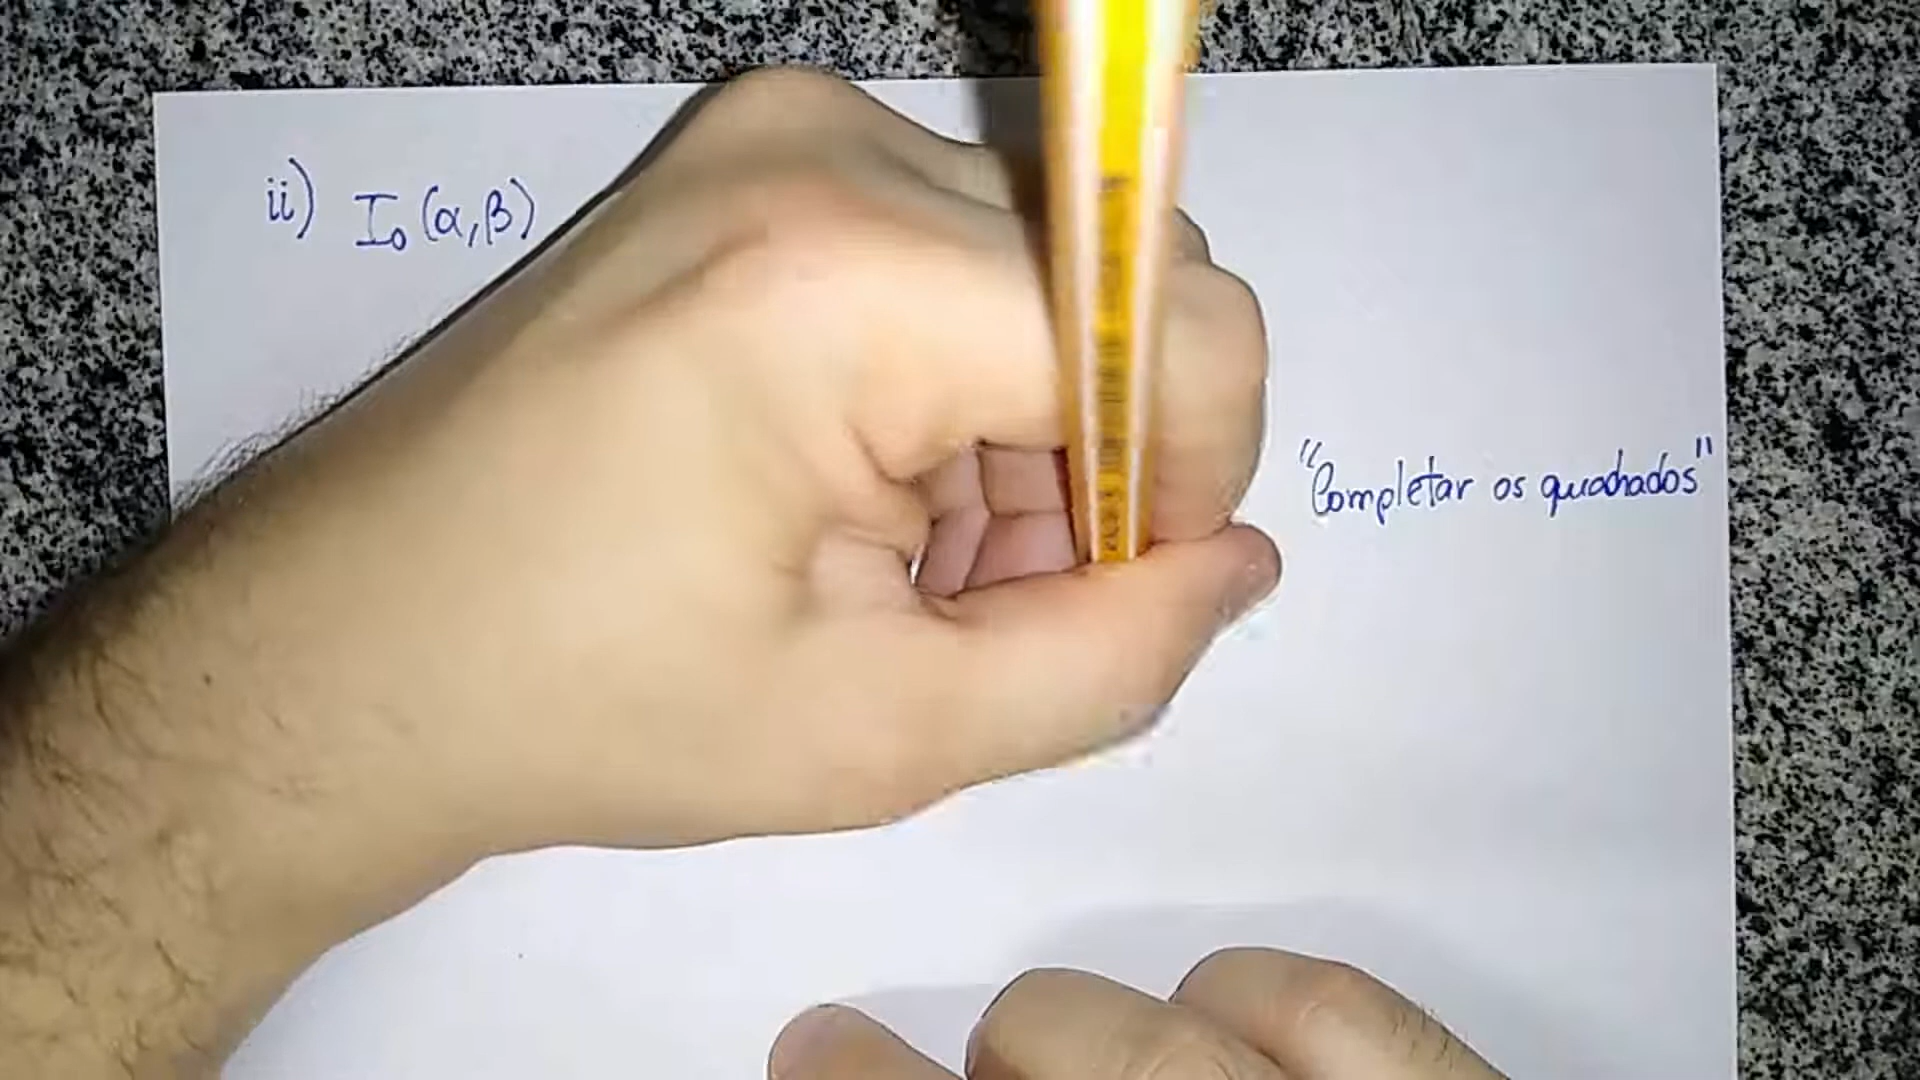 ii) I₀(α,β)
"Completar os quadrados"